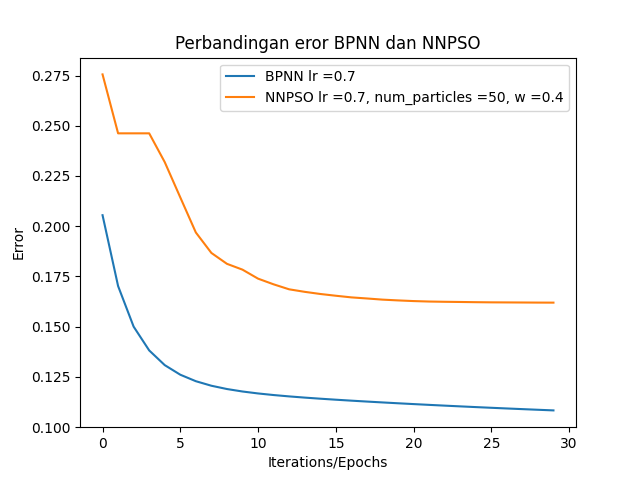 Perbandingan eror BPNN dan NNPSO
BPNN lr =0.7
NNPSO lr =0.7, num_particles =50, w =0.4
Error
0.275
0.250
0.225
0.200
0.175
0.150
0.125
0.100
0 5 10 15 20 25 30
Iterations/Epochs